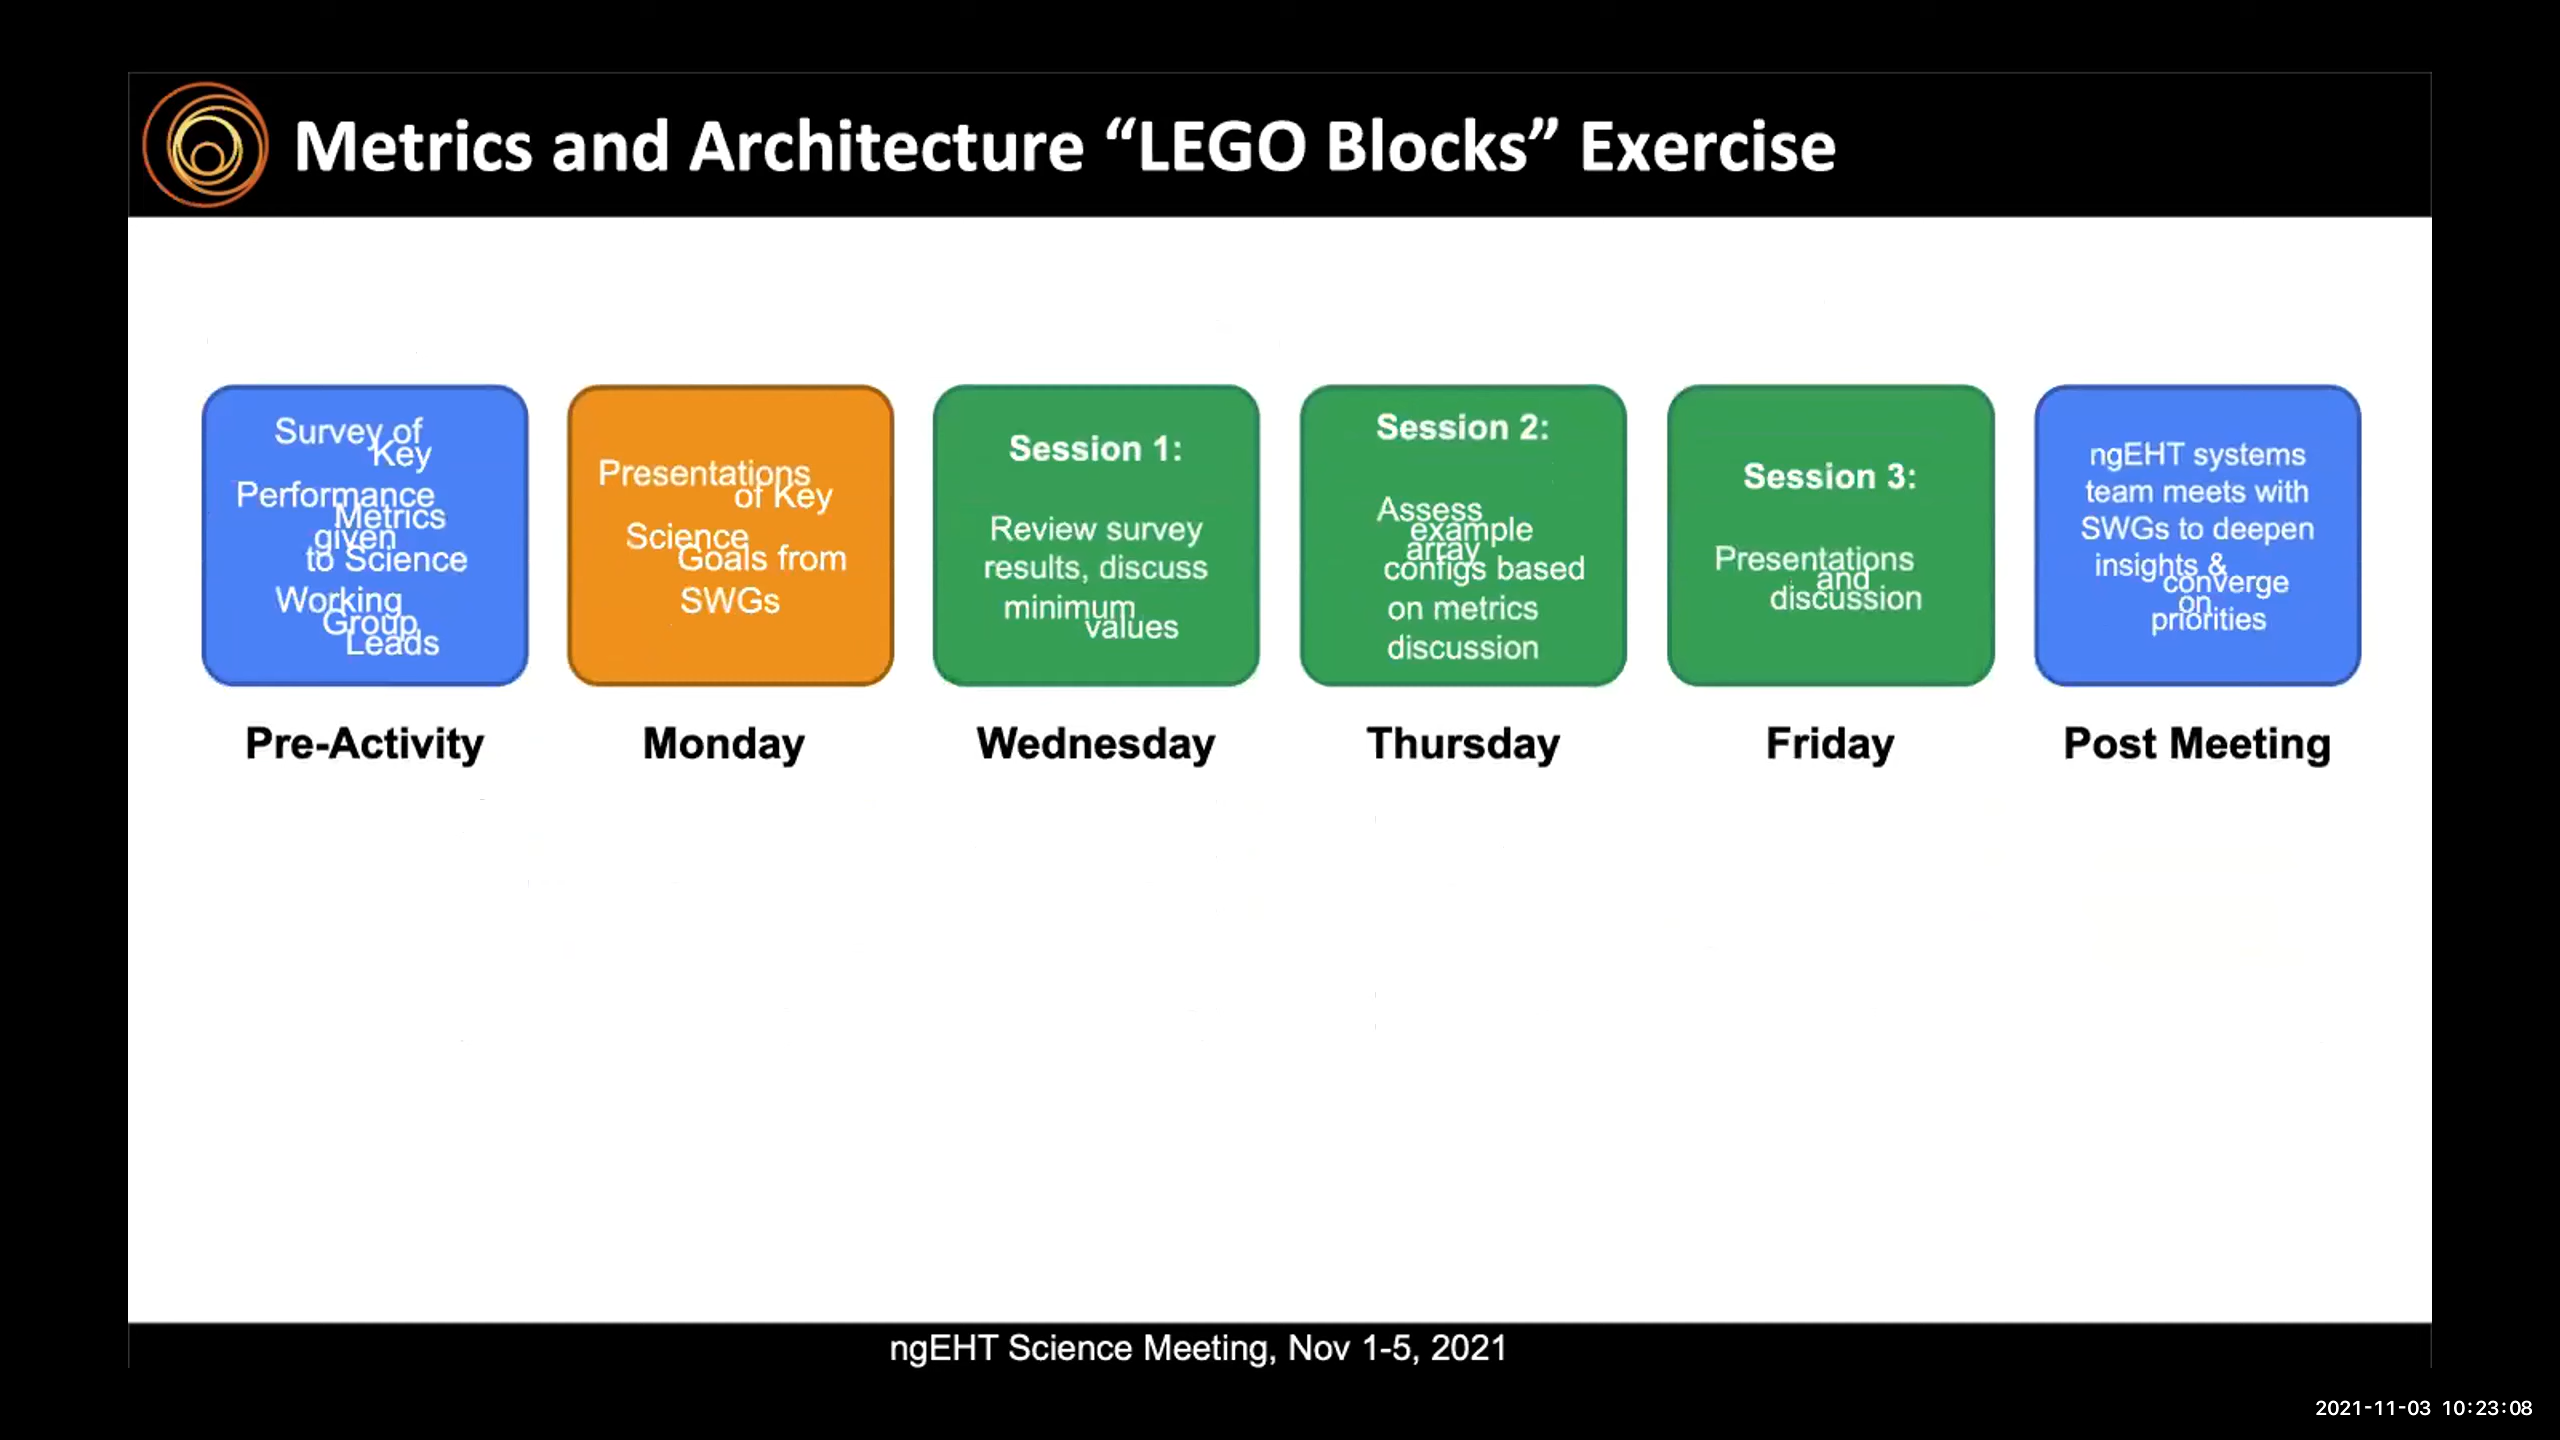 Metrics and Architecture “LEGO Blocks” Exercise
Survey of
Key
Performance
Metrics
given
to Science
Working
Group
Leads
Pre-Activity
Presentations
of Key
Science
Goals from
SWGs
Monday
Session 1:
Review survey
results, discuss
minimum
values
Wednesday
Session 2:
Assess
example
array
configs based
on metrics
discussion
Thursday
Session 3:
Presentations
and
discussion
Friday
ngEHT systems
team meets with
SWGs to deepen
insights &
converge
on
priorities
Post Meeting
ngEHT Science Meeting, Nov 1-5, 2021
2021-11-03 10:23:08